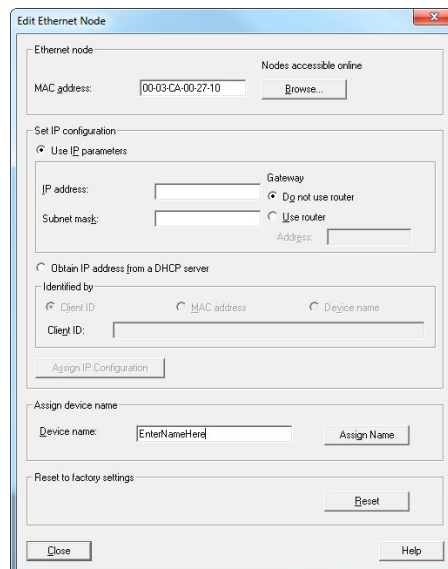 Edit Ethernet Node
Ethernet node
Nodes accessible online
MAC address: 00-03-CA-00-27-10 Browse...
Set IP configuration
Use IP parameters
Gateway
IP address: Do not use router
Subnet mask: Use router
Address:
Obtain IP address from a DHCP server
Identified by
Client ID MAC address Device name
Client ID:
Assign IP Configuration
Assign device name
Device name: EnterNameHere Assign Name
Reset to factory settings
Reset
Close Help